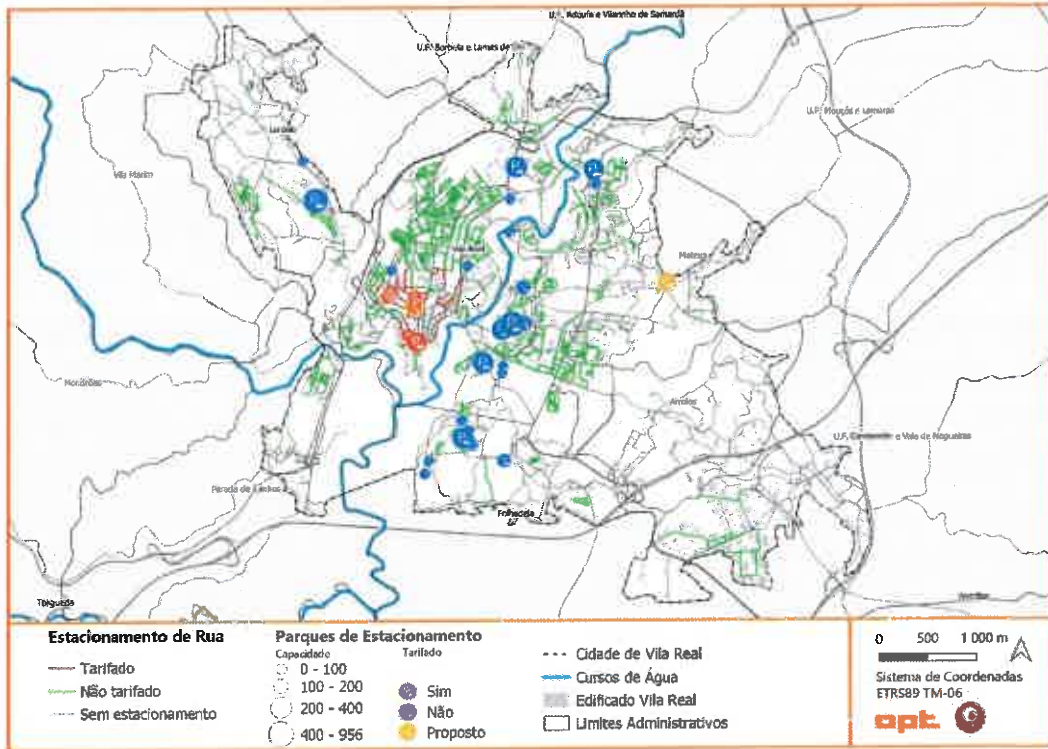 U.F. Adoufe e Vilarinho de Samardã
U.F. Borbela e Lamas de
U.F. Mouçós e Lamares
Lordelo
Vila Marim
Vila Real
Mateus
Mondrões
Arroios
U.F. Constantim e Vale de Nogueiras
Parada de Cunhos
Folhadela
Torgueda
Estacionamento de Rua
Tarifado
Não tarifado
Sem estacionamento
Parques de Estacionamento
Capacidade
0 - 100
100 - 200
200 - 400
400 - 956
Tarifado
Sim
Não
Proposto
Cidade de Vila Real
Cursos de Água
Edificado Vila Real
Limites Administrativos
0 500 1 000 m
Sistema de Coordenadas
ETRS89 TM-06
opt